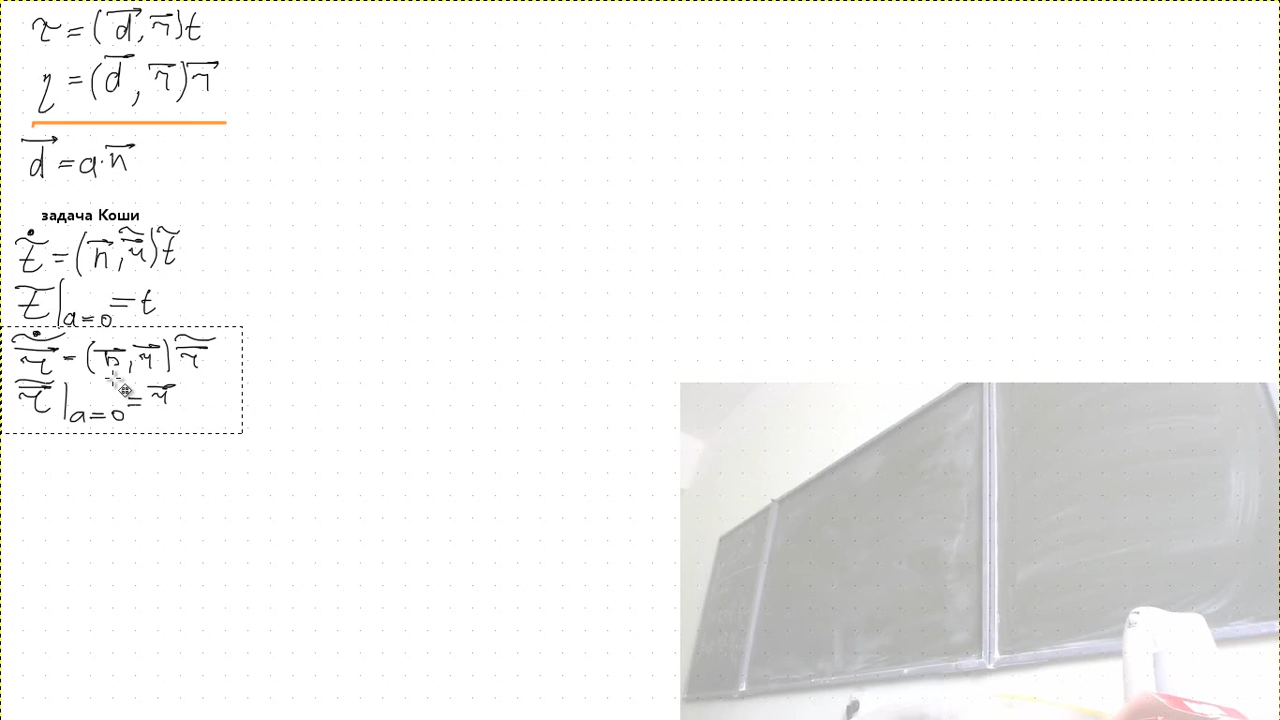 τ = (d⃗, r⃗)t
η = (d⃗, r⃗)r⃗
d⃗ = a·n⃗
задача Коши
t̃̇ = (n⃗, r̃⃗)t̃
t̃|a=0 = t
r̃⃗̇ = (n⃗, r⃗)r̃⃗
r̃⃗|a=0 = r⃗